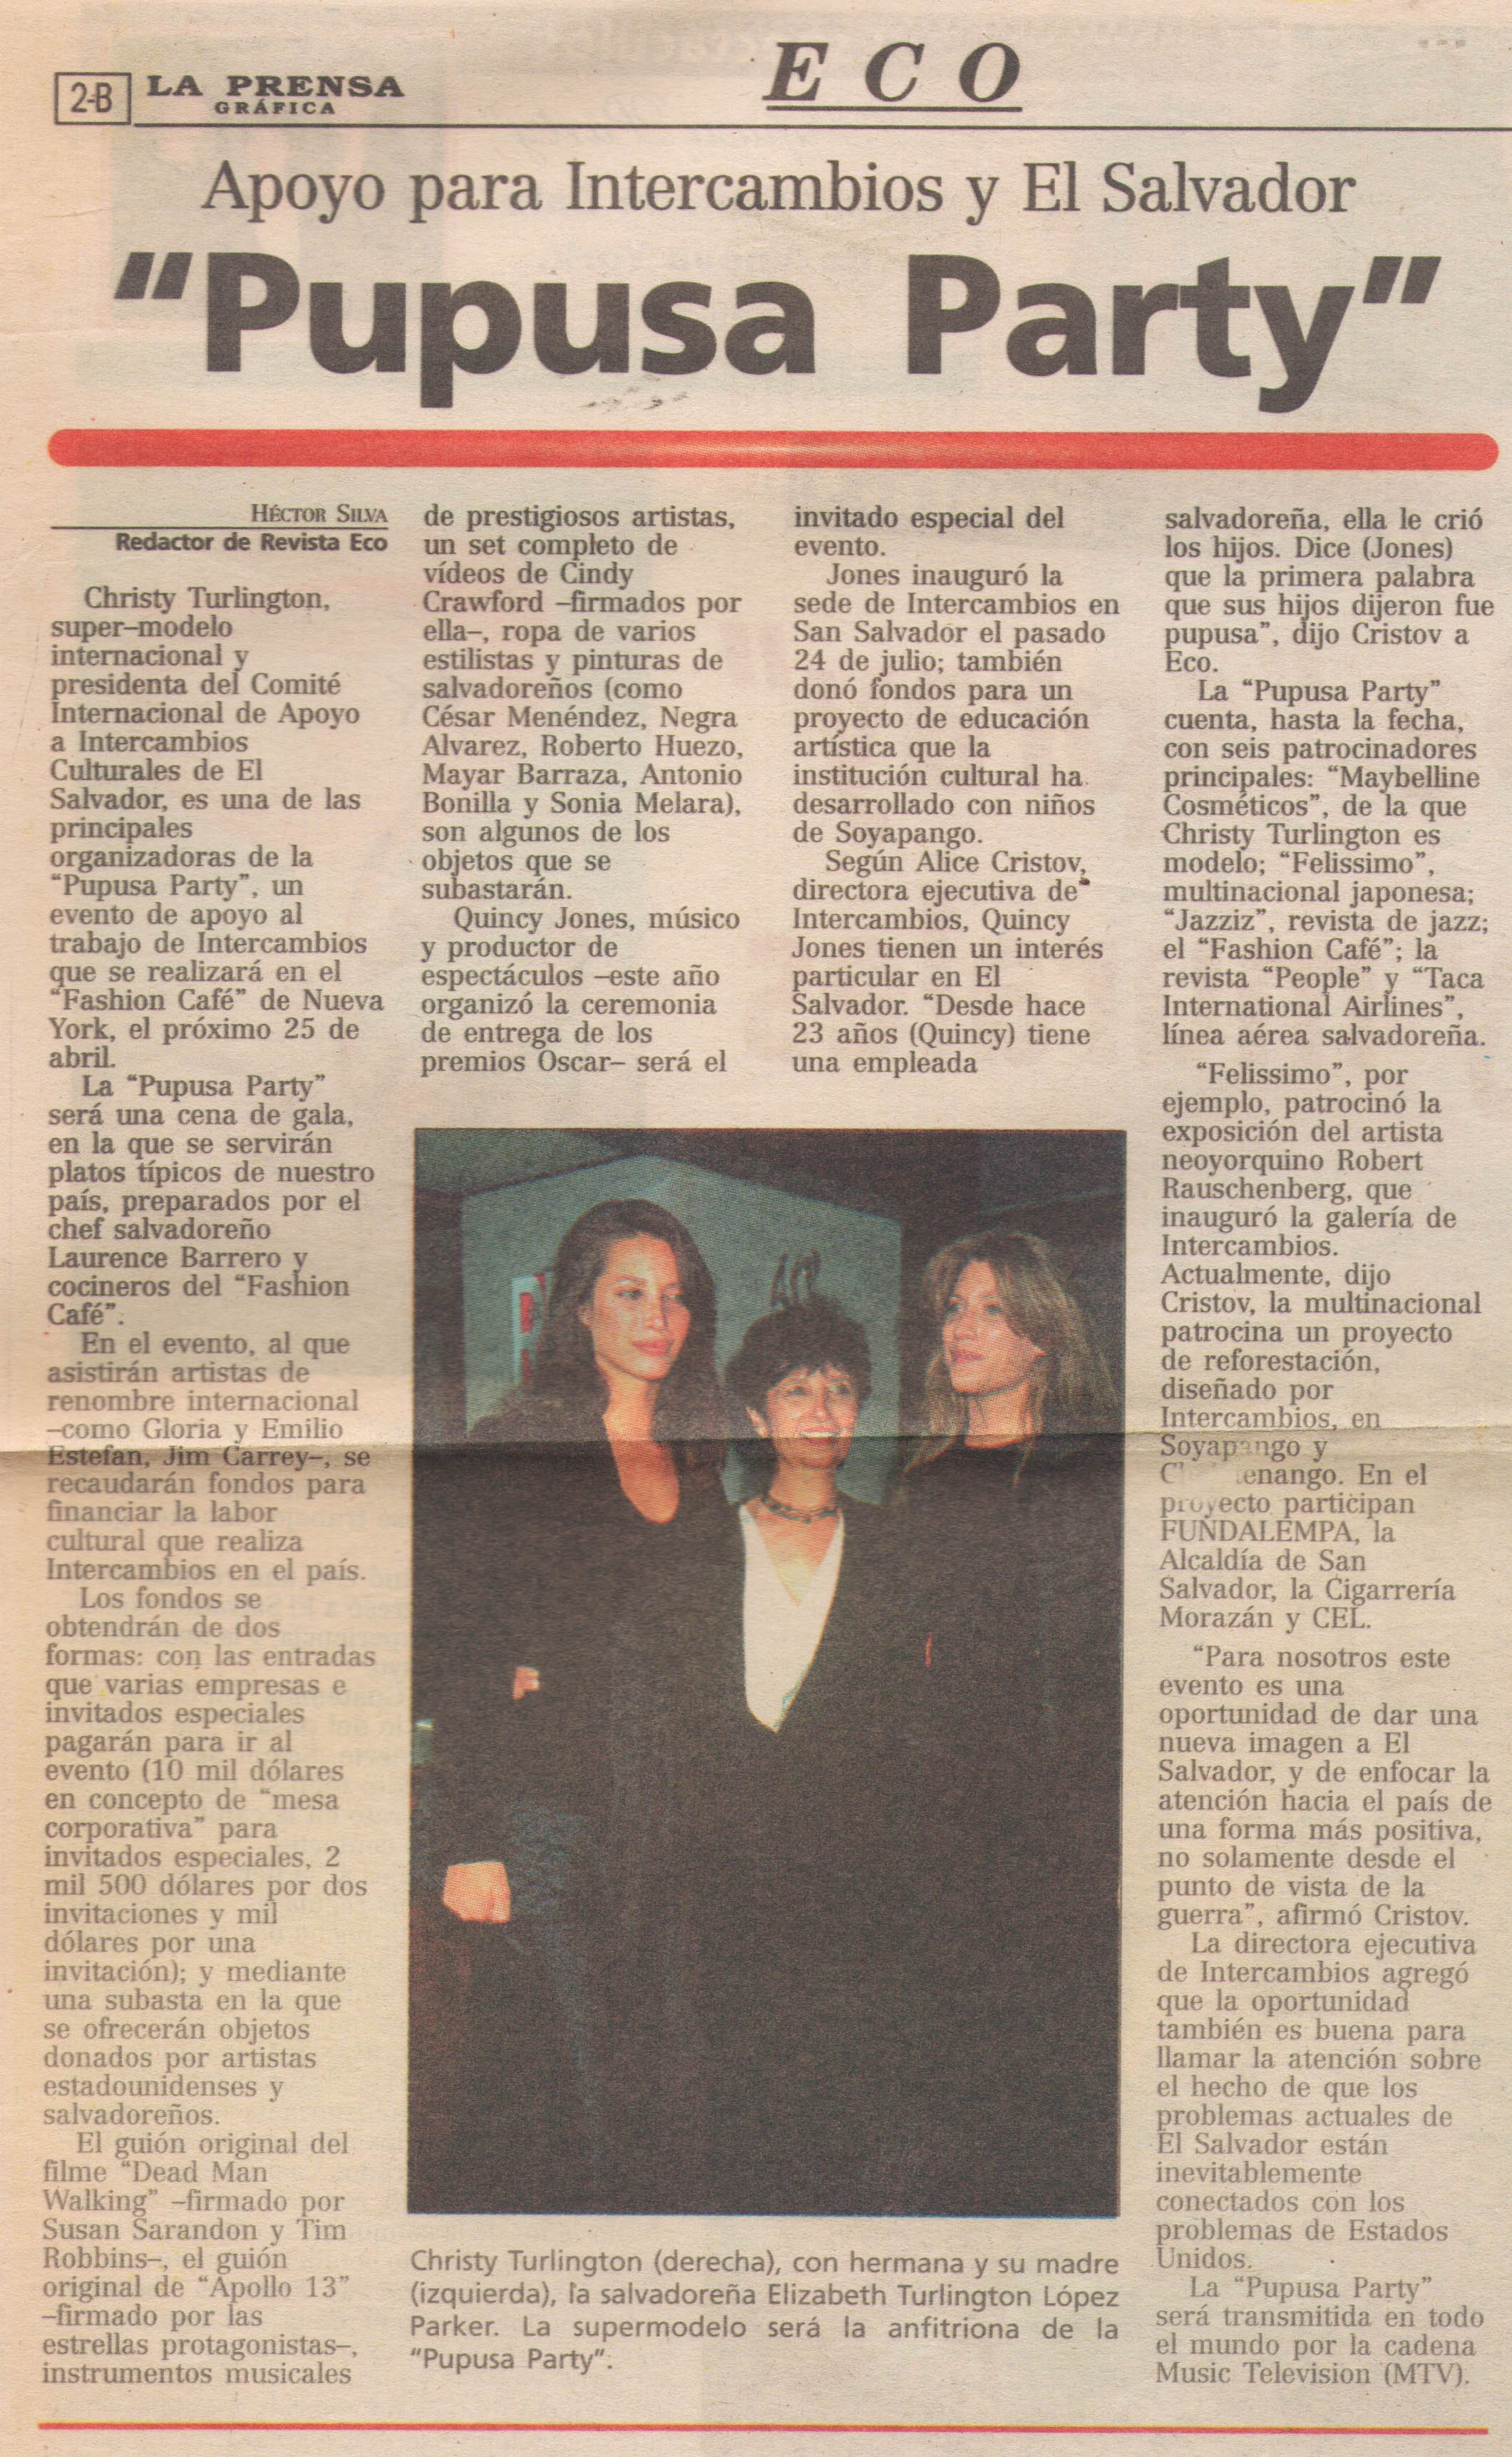 2-B
LA PRENSA
GRÁFICA
ECO
Apoyo para Intercambios y El Salvador
“Pupusa Party”
HÉCTOR SILVA
Redactor de Revista Eco
Christy Turlington,
super–modelo
internacional y
presidenta del Comité
Internacional de Apoyo
a Intercambios
Culturales de El
Salvador, es una de las
principales
organizadoras de la
“Pupusa Party”, un
evento de apoyo al
trabajo de Intercambios
que se realizará en el
“Fashion Café” de Nueva
York, el próximo 25 de
abril.
La “Pupusa Party”
será una cena de gala,
en la que se servirán
platos típicos de nuestro
país, preparados por el
chef salvadoreño
Laurence Barrero y
cocineros del “Fashion
Café”.
En el evento, al que
asistirán artistas de
renombre internacional
–como Gloria y Emilio
Estefan, Jim Carrey–, se
recaudarán fondos para
financiar la labor
cultural que realiza
Intercambios en el país.
Los fondos se
obtendrán de dos
formas: con las entradas
que varias empresas e
invitados especiales
pagarán para ir al
evento (10 mil dólares
en concepto de “mesa
corporativa” para
invitados especiales, 2
mil 500 dólares por dos
invitaciones y mil
dólares por una
invitación); y mediante
una subasta en la que
se ofrecerán objetos
donados por artistas
estadounidenses y
salvadoreños.
El guión original del
filme “Dead Man
Walking” –firmado por
Susan Sarandon y Tim
Robbins–, el guión
original de “Apollo 13”
–firmado por las
estrellas protagonistas–,
instrumentos musicales
de prestigiosos artistas,
un set completo de
vídeos de Cindy
Crawford –firmados por
ella–, ropa de varios
estilistas y pinturas de
salvadoreños (como
César Menéndez, Negra
Alvarez, Roberto Huezo,
Mayar Barraza, Antonio
Bonilla y Sonia Melara),
son algunos de los
objetos que se
subastarán.
Quincy Jones, músico
y productor de
espectáculos –este año
organizó la ceremonia
de entrega de los
premios Oscar– será el
invitado especial del
evento.
Jones inauguró la
sede de Intercambios en
San Salvador el pasado
24 de julio; también
donó fondos para un
proyecto de educación
artística que la
institución cultural ha
desarrollado con niños
de Soyapango.
Según Alice Cristov,
directora ejecutiva de
Intercambios, Quincy
Jones tienen un interés
particular en El
Salvador. “Desde hace
23 años (Quincy) tiene
una empleada
salvadoreña, ella le crió
los hijos. Dice (Jones)
que la primera palabra
que sus hijos dijeron fue
pupusa”, dijo Cristov a
Eco.
La “Pupusa Party”
cuenta, hasta la fecha,
con seis patrocinadores
principales: “Maybelline
Cosméticos”, de la que
Christy Turlington es
modelo; “Felissimo”,
multinacional japonesa;
“Jazziz”, revista de jazz;
el “Fashion Café”; la
revista “People” y “Taca
International Airlines”,
línea aérea salvadoreña.
“Felissimo”, por
ejemplo, patrocinó la
exposición del artista
neoyorquino Robert
Rauschenberg, que
inauguró la galería de
Intercambios.
Actualmente, dijo
Cristov, la multinacional
patrocina un proyecto
de reforestación,
diseñado por
Intercambios, en
Soyapango y
En el
proyecto participan
FUNDALEMPA, la
Alcaldía de San
Salvador, la Cigarrería
Morazán y CEL.
“Para nosotros este
evento es una
oportunidad de dar una
nueva imagen a El
Salvador, y de enfocar la
atención hacia el país de
una forma más positiva,
no solamente desde el
punto de vista de la
guerra”, afirmó Cristov.
La directora ejecutiva
de Intercambios agregó
que la oportunidad
también es buena para
llamar la atención sobre
el hecho de que los
problemas actuales de
El Salvador están
inevitablemente
conectados con los
problemas de Estados
Unidos.
La “Pupusa Party”
será transmitida en todo
el mundo por la cadena
Music Television (MTV).
Christy Turlington (derecha), con hermana y su madre
(izquierda), la salvadoreña Elizabeth Turlington López
Parker. La supermodelo será la anfitriona de la
“Pupusa Party”.